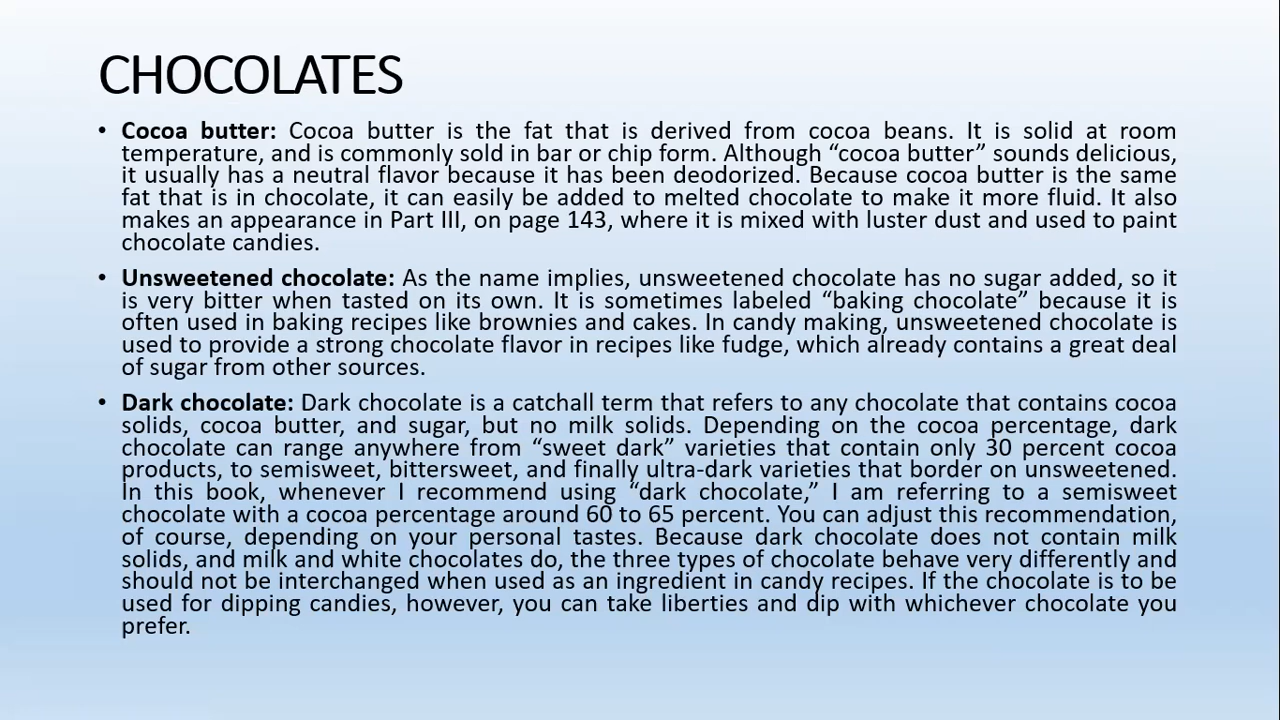 CHOCOLATES
• Cocoa butter: Cocoa butter is the fat that is derived from cocoa beans. It is solid at room
temperature, and is commonly sold in bar or chip form. Although “cocoa butter” sounds delicious,
it usually has a neutral flavor because it has been deodorized. Because cocoa butter is the same
fat that is in chocolate, it can easily be added to melted chocolate to make it more fluid. It also
makes an appearance in Part III, on page 143, where it is mixed with luster dust and used to paint
chocolate candies.
• Unsweetened chocolate: As the name implies, unsweetened chocolate has no sugar added, so it
is very bitter when tasted on its own. It is sometimes labeled “baking chocolate” because it is
often used in baking recipes like brownies and cakes. In candy making, unsweetened chocolate is
used to provide a strong chocolate flavor in recipes like fudge, which already contains a great deal
of sugar from other sources.
• Dark chocolate: Dark chocolate is a catchall term that refers to any chocolate that contains cocoa
solids, cocoa butter, and sugar, but no milk solids. Depending on the cocoa percentage, dark
chocolate can range anywhere from “sweet dark” varieties that contain only 30 percent cocoa
products, to semisweet, bittersweet, and finally ultra-dark varieties that border on unsweetened.
In this book, whenever I recommend using “dark chocolate,” I am referring to a semisweet
chocolate with a cocoa percentage around 60 to 65 percent. You can adjust this recommendation,
of course, depending on your personal tastes. Because dark chocolate does not contain milk
solids, and milk and white chocolates do, the three types of chocolate behave very differently and
should not be interchanged when used as an ingredient in candy recipes. If the chocolate is to be
used for dipping candies, however, you can take liberties and dip with whichever chocolate you
prefer.